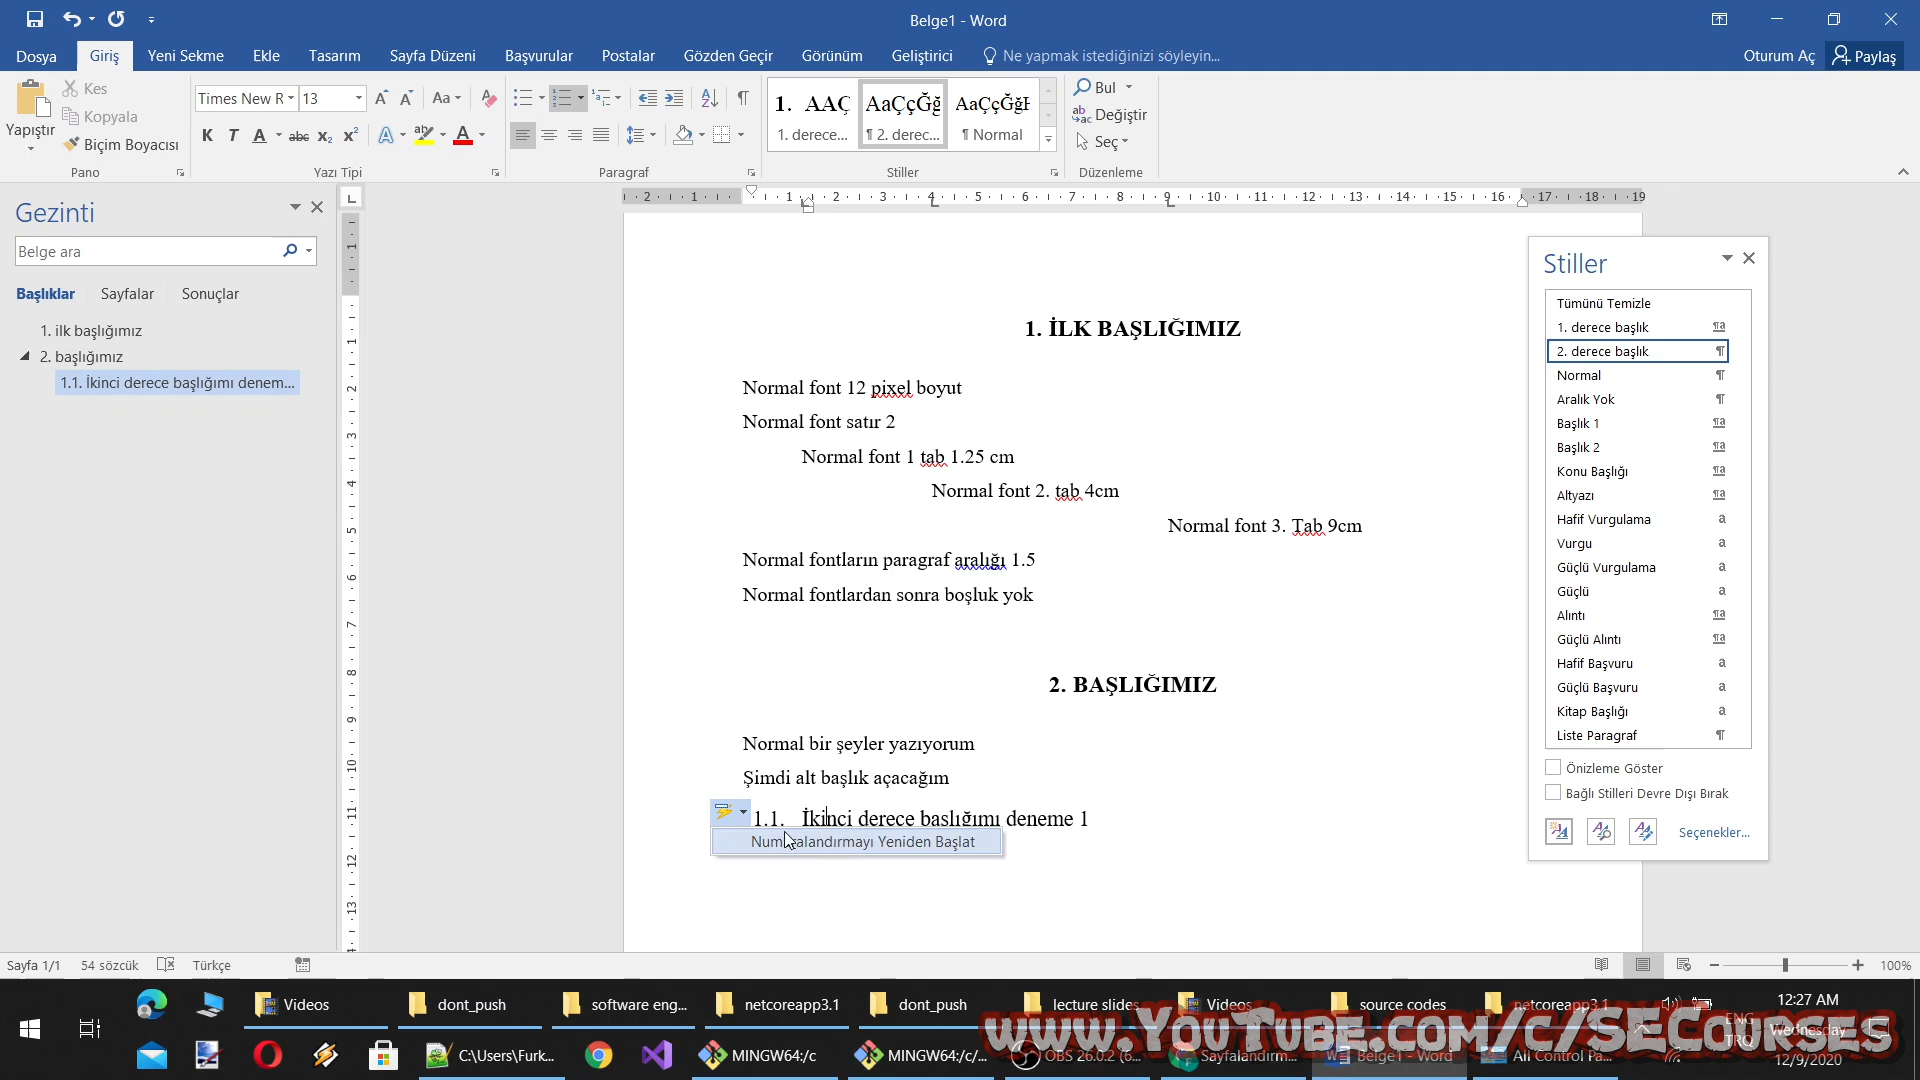 Belge1 - Word
Dosya
Giriş
Yeni Sekme
Ekle
Tasarım
Sayfa Düzeni
Başvurular
Postalar
Gözden Geçir
Görünüm
Geliştirici
Ne yapmak istediğinizi söyleyin...
Oturum Aç
Paylaş
Yapıştır
Kes
Kopyala
Biçim Boyacısı
Pano
Times New R
13
Yazı Tipi
Paragraf
1. AAÇ
1. derece...
AaÇçĞğ
¶ 2. derec...
¶ Normal
Stiller
Bul
Değiştir
Seç
Düzenleme
Gezinti
Belge ara
Başlıklar
Sayfalar
Sonuçlar
1. ilk başlığımız
2. başlığımız
1.1. İkinci derece başlığımı denem...
1. İLK BAŞLIĞIMIZ
Normal font 12 pixel boyut
Normal font satır 2
Normal font 1 tab 1.25 cm
Normal font 2. tab 4cm
Normal font 3. Tab 9cm
Normal fontların paragraf aralığı 1.5
Normal fontlardan sonra boşluk yok
2. BAŞLIĞIMIZ
Normal bir şeyler yazıyorum
Şimdi alt başlık açacağım
1.1. İkinci derece başlığımı deneme 1
Numaralandırmayı Yeniden Başlat
Stiller
Tümünü Temizle
1. derece başlık
2. derece başlık
Normal
Aralık Yok
Başlık 1
Başlık 2
Konu Başlığı
Altyazı
Hafif Vurgulama
Vurgu
Güçlü Vurgulama
Güçlü
Alıntı
Güçlü Alıntı
Hafif Başvuru
Güçlü Başvuru
Kitap Başlığı
Liste Paragraf
Önizleme Göster
Bağlı Stilleri Devre Dışı Bırak
Seçenekler...
Sayfa 1/1
54 sözcük
Türkçe
100%
Videos
dont_push
software eng...
netcoreapp3.1
dont_push
lecture slides
Videos
source codes
netcoreapp3.1
12:27 AM
Wednesday
12/9/2020
ENG
TRQ
C:\Users\Furk...
MINGW64:/c
MINGW64:/c/...
OBS 26.0.2 (6...
Sayfalandırm...
Belge1 - Word
All Control Pa...
www.YouTube.com/c/SECourses